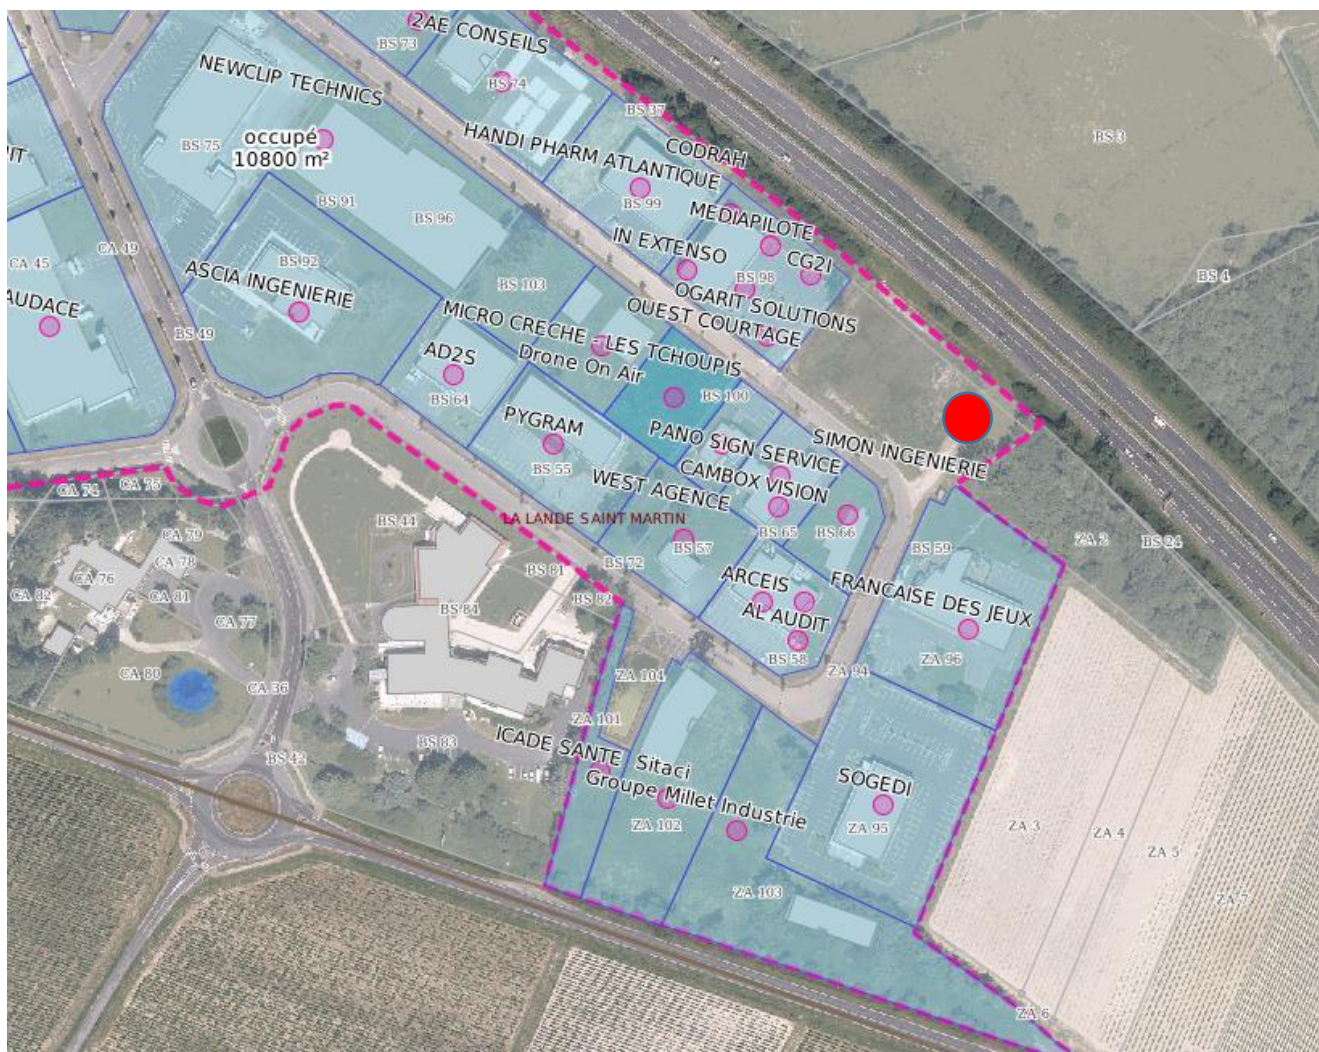 2AE CONSEILS
BS 73
BS 74
NEWCLIP TECHNICS
BS 37
BS 3
occupé
10800 m²
BS 75
HANDI PHARM ATLANTIQUE
CODRAH
IT
BS 91
BS 96
BS 99
MEDIAPILOTE
CA 49
IN EXTENSO
CG2I
CA 45
BS 92
BS 98
BS 4
ASCIA INGENIERIE
BS 103
OGARIT SOLUTIONS
AUDACE
MICRO CRECHE - LES TCHOUPIS
OUEST COURTAGE
BS 49
AD2S
Drone On Air
BS 64
BS 100
PYGRAM
PANO SIGN SERVICE
SIMON INGENIERIE
BS 55
CAMBOX VISION
WEST AGENCE
CA 74
CA 75
LA LANDE SAINT MARTIN
BS 44
BS 65
BS 66
CA 79
BS 57
BS 59
ZA 2
BS 24
CA 78
BS 72
CA 76
BS 81
ARCEIS
FRANCAISE DES JEUX
CA 82
CA 81
BS 84
BS 82
AL AUDIT
CA 77
BS 58
ZA 96
CA 80
CA 36
ZA 104
ZA 94
ZA 101
BS 42
BS 83
ICADE SANTE
Sitaci
SOGEDI
Groupe Millet Industrie
ZA 102
ZA 95
ZA 3
ZA 4
ZA 5
ZA 103
ZA 7
ZA 6